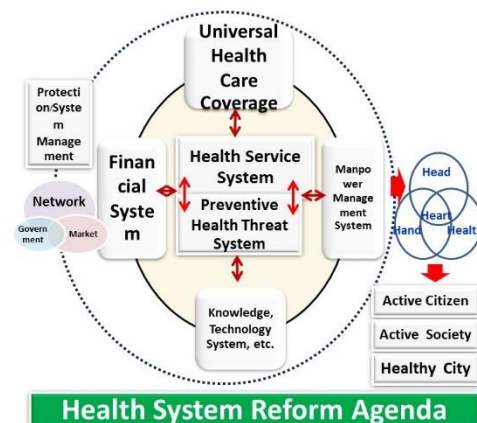 Universal
Health
Care
Coverage
Protecti
on/Syste
m
Manage
ment
Network
Govern
ment
Market
Finan
cial
Syste
m
Health Service
System
Preventive
Health Threat
System
Manpo
wer
Manage
ment
System
Knowledge,
Technology
System, etc.
Head
Heart
Hand
Healt
Active Citizen
Active Society
Healthy City
Health System Reform Agenda